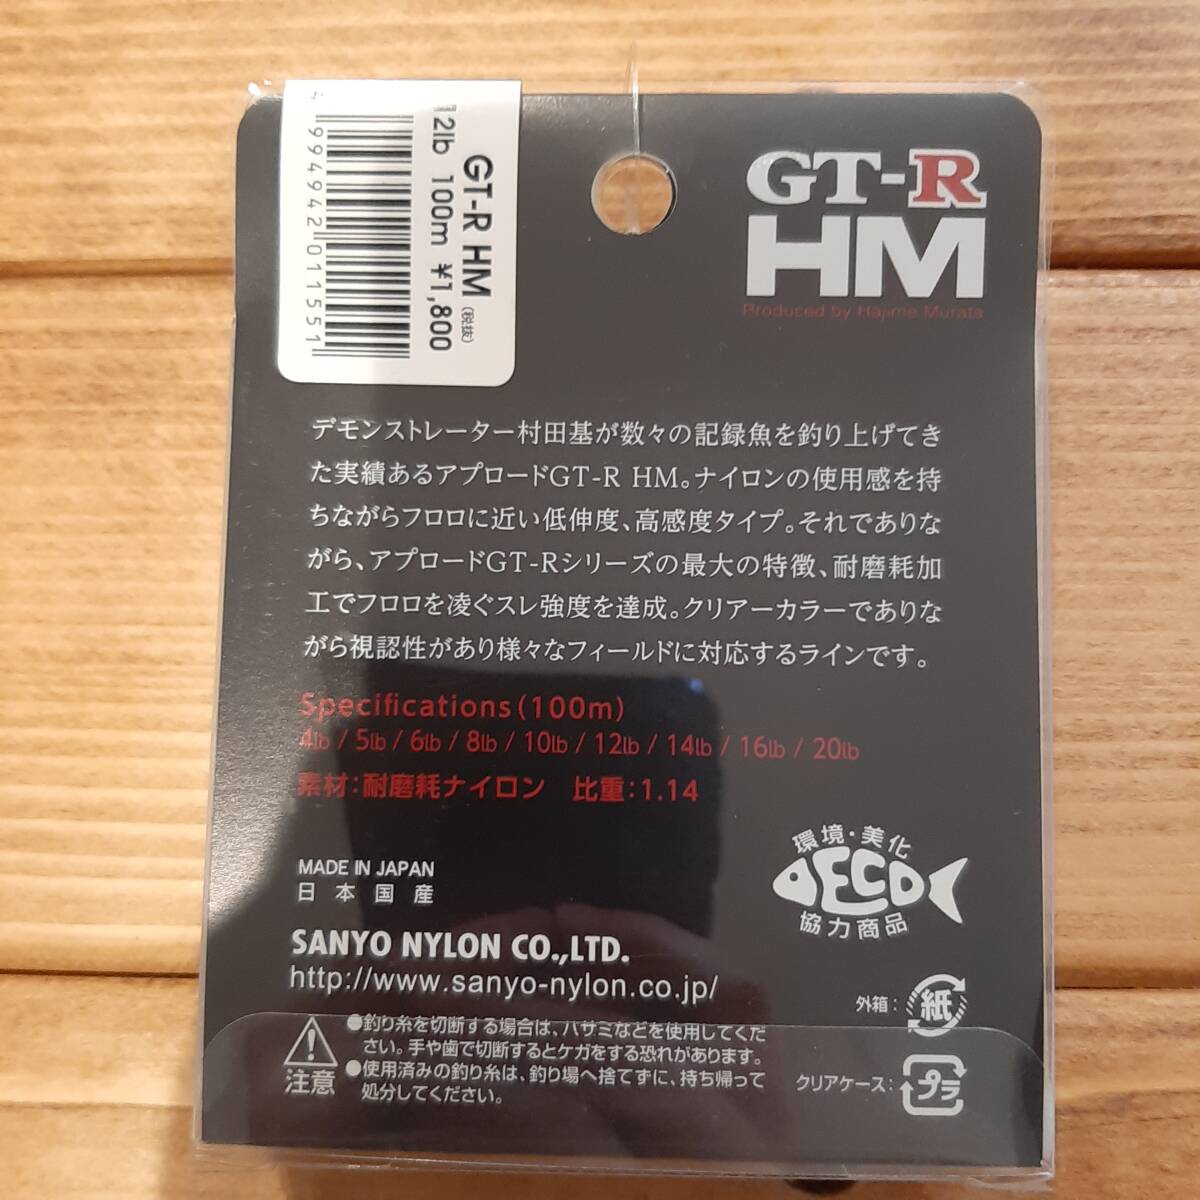 GT-R HM (税抜)
12lb 100m ¥1,800
4 994942 011551
GT-R
HM
Produced by Hajime Murata
デモンストレーター村田基が数々の記録魚を釣り上げてき
た実績あるアプロードGT-R HM。ナイロンの使用感を持
ちながらフロロに近い低伸度、高感度タイプ。それでありな
がら、アプロードGT-Rシリーズの最大の特徴、耐磨耗加
工でフロロを凌ぐスレ強度を達成。クリアーカラーでありな
がら視認性があり様々なフィールドに対応するラインです。
Specifications(100m)
4lb / 5lb / 6lb / 8lb / 10lb / 12lb / 14lb / 16lb / 20lb
素材:耐磨耗ナイロン 比重:1.14
環境・美化
ECO
協力商品
MADE IN JAPAN
日本国産
SANYO NYLON CO.,LTD.
http://www.sanyo-nylon.co.jp/
外箱: 紙
注意
●釣り糸を切断する場合は、ハサミなどを使用してくだ
さい。手や歯で切断するとケガをする恐れがあります。
●使用済みの釣り糸は、釣り場へ捨てずに、持ち帰って
処分してください。
クリアケース: プラ